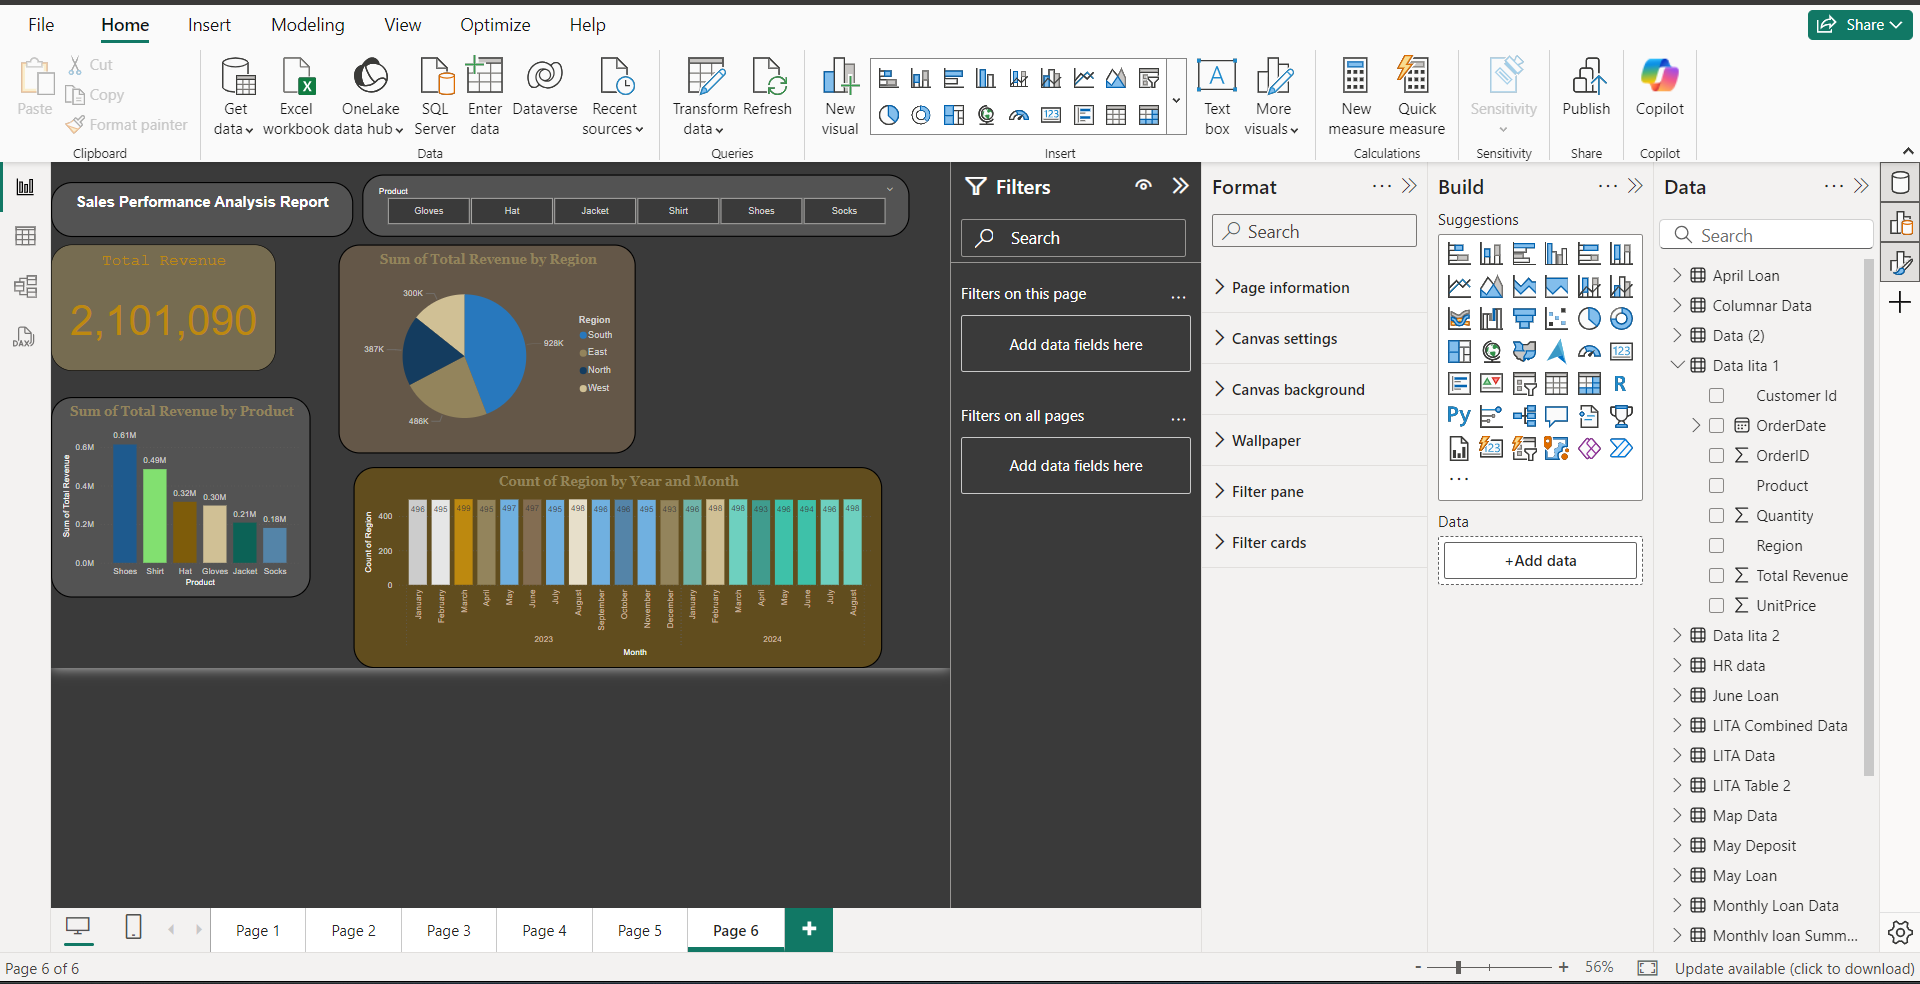 File Home Insert Modeling View Optimize Help Share
Paste Cut
Copy
Format painter
Clipboard
Get data
Excel workbook
OneLake data hub
SQL Server
Enter data
Dataverse
Recent sources
Data
Transform data
Refresh
Queries
New visual
Text box
More visuals
Insert
New measure
Quick measure
Calculations
Sensitivity
Sensitivity
Publish
Share
Copilot
Copilot
DAX
Sales Performance Analysis Report
Product
Gloves Hat Jacket Shirt Shoes Socks
Total Revenue
2,101,090
Sum of Total Revenue by Region
300K
387K
928K
486K
Region
South
East
North
West
Sum of Total Revenue by Product
Sum of Total Revenue
0.6M
0.4M
0.2M
0.0M
0.61M 0.49M 0.32M 0.30M 0.21M 0.18M
Shoes Shirt Hat Gloves Jacket Socks
Product
Count of Region by Year and Month
Count of Region
400
200
0
496 495 499 495 497 497 495 498 496 496 495 493 496 498 498 493 496 494 496 498
January February March April May June July August September October November December January February March April May June July August
2023 2024
Month
Filters
Search
Filters on this page ...
Add data fields here
Filters on all pages ...
Add data fields here
Format ...
Search
Page information
Canvas settings
Canvas background
Wallpaper
Filter pane
Filter cards
Build ...
Suggestions
123
R
Py
123
...
Data
+Add data
Data ...
Search
April Loan
Columnar Data
Data (2)
Data lita 1
Customer Id
OrderDate
∑ OrderID
Product
∑ Quantity
Region
∑ Total Revenue
∑ UnitPrice
Data lita 2
HR data
June Loan
LITA Combined Data
LITA Data
LITA Table 2
Map Data
May Deposit
May Loan
Monthly Loan Data
Monthly loan Summ...
Page 1 Page 2 Page 3 Page 4 Page 5 Page 6 +
Page 6 of 6
- + 56%
Update available (click to download)